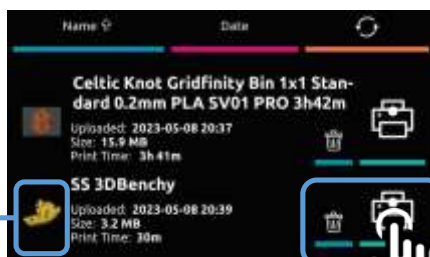 Name
Date
Celtic Knot Gridfinity Bin 1x1 Stan-
dard 0.2mm PLA SV01 PRO 3h42m
Uploaded: 2023-05-08 20:37
Size: 15.9 MB
Print Time: 3h 41m
SS 3DBenchy
Uploaded: 2023-05-08 20:39
Size: 3.2 MB
Print Time: 30m